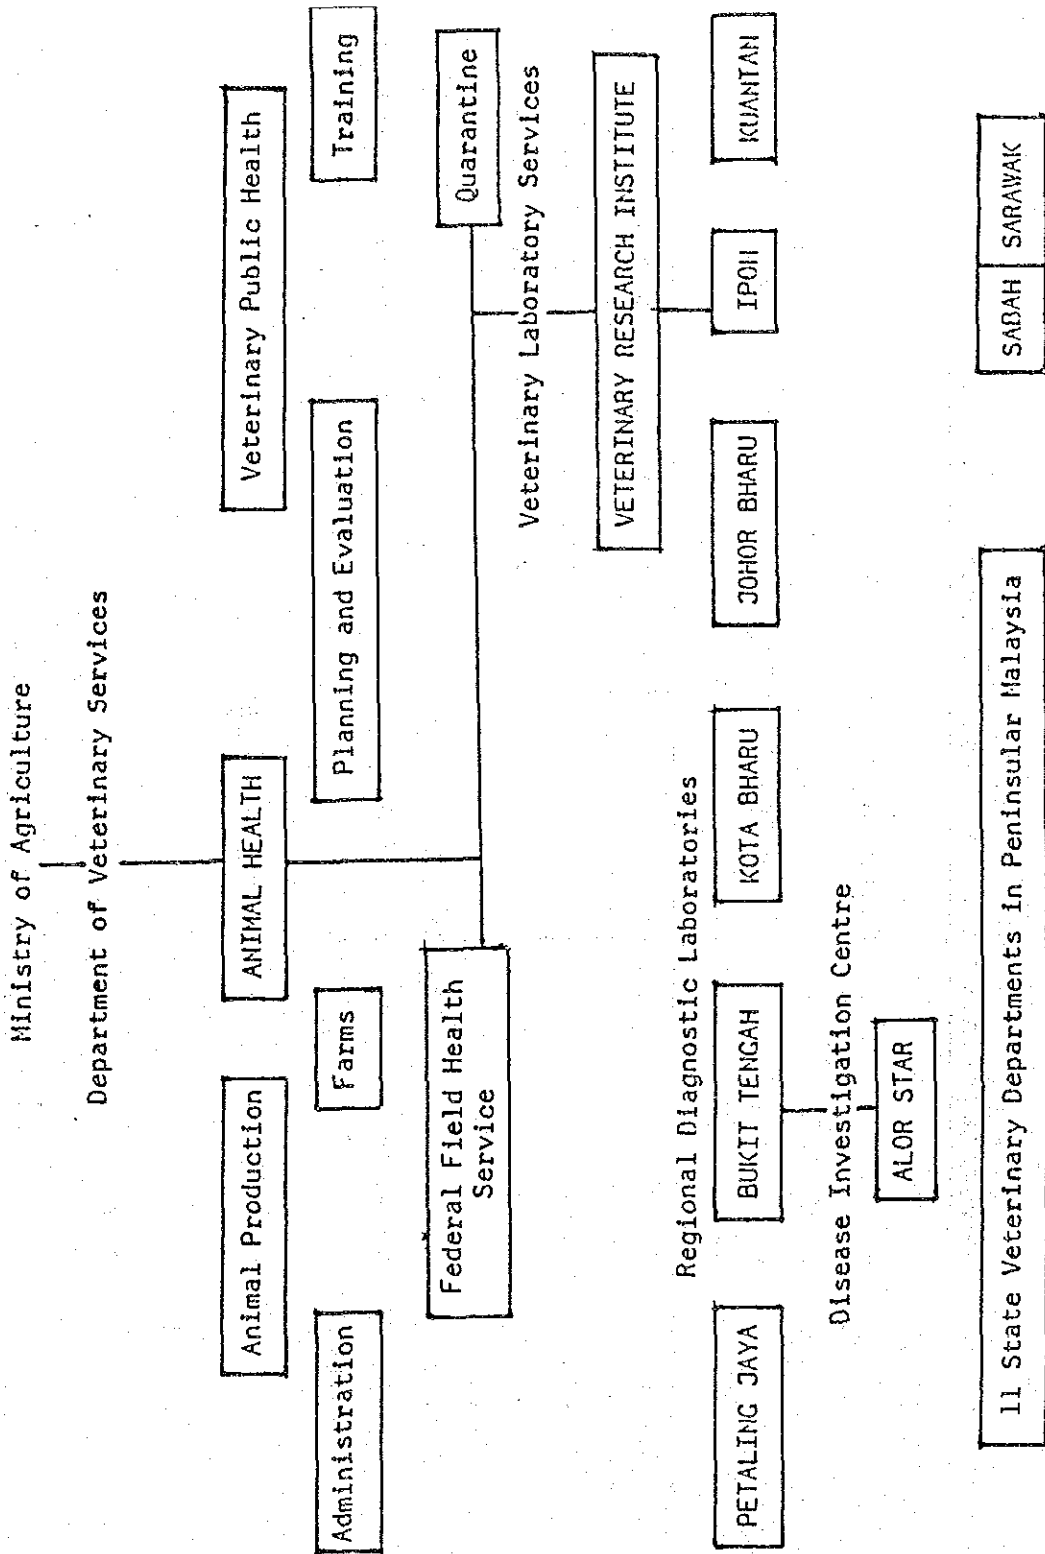 Ministry of Agriculture
Department of Veterinary Services
Animal Production
ANIMAL HEALTH
Veterinary Public Health
Administration
Farms
Planning and Evaluation
Training
Federal Field Health
Service
Quarantine
Veterinary Laboratory Services
VETERINARY RESEARCH INSTITUTE
Regional Diagnostic Laboratories
PETALING JAYA
BUKIT TENGAH
KOTA BHARU
JOHOR BHARU
IPOH
KUANTAN
Disease Investigation Centre
ALOR STAR
11 State Veterinary Departments in Peninsular Malaysia
SABAH
SARAWAK